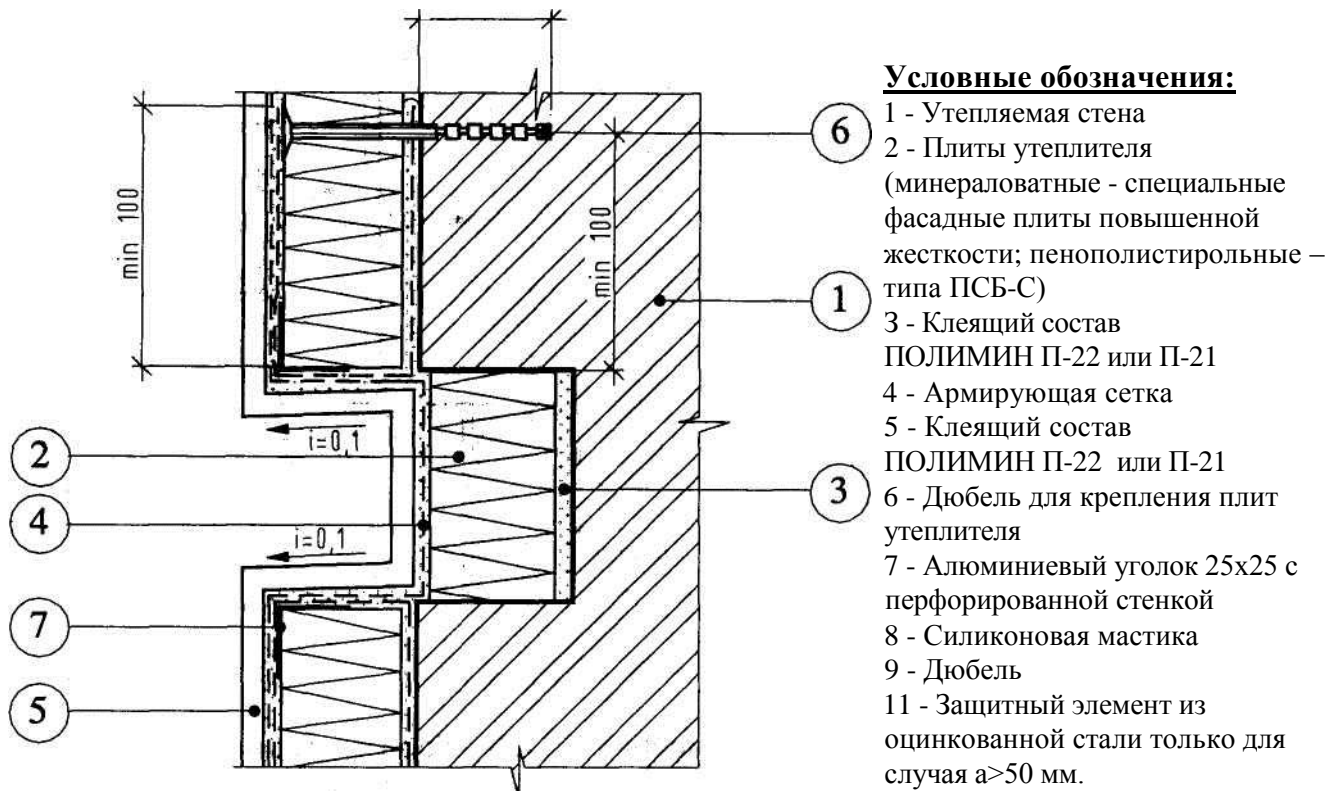 Условные обозначения:
1 - Утепляемая стена
2 - Плиты утеплителя
(минераловатные - специальные
фасадные плиты повышенной
жесткости; пенополистирольные –
типа ПСБ-С)
3 - Клеящий состав
ПОЛИМИН П-22 или П-21
4 - Армирующая сетка
5 - Клеящий состав
ПОЛИМИН П-22 или П-21
6 - Дюбель для крепления плит
утеплителя
7 - Алюминиевый уголок 25х25 с
перфорированной стенкой
8 - Силиконовая мастика
9 - Дюбель
11 - Защитный элемент из
оцинкованной стали только для
случая а>50 мм.
min 100
min 100
i=0,1
i=0,1
6
1
3
2
4
7
5